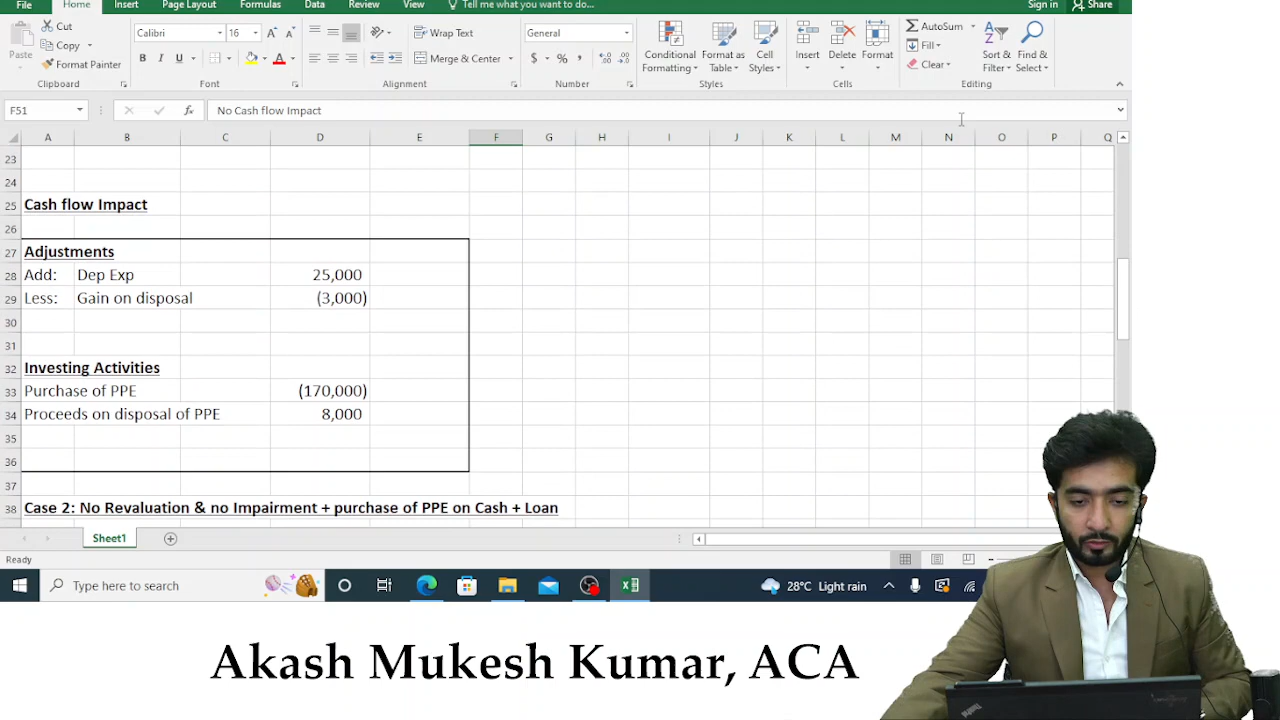 File Home Insert Page Layout Formulas Data Review View Tell me what you want to do... Sign in Share
Cut
Copy
Format Painter
Paste
Calibri 16
Wrap Text
Merge & Center
General
Conditional Formatting
Format as Table
Cell Styles
Insert Delete Format
AutoSum
Fill
Clear
Sort & Filter
Find & Select
Clipboard Font Alignment Number Styles Cells Editing
F51 fx No Cash flow Impact
A B C D E F G H I J K L M N O P Q
23
24
25 Cash flow Impact
26
27 Adjustments
28 Add: Dep Exp 25,000
29 Less: Gain on disposal (3,000)
30
31
32 Investing Activities
33 Purchase of PPE (170,000)
34 Proceeds on disposal of PPE 8,000
35
36
37
38 Case 2: No Revaluation & no Impairment + purchase of PPE on Cash + Loan
Sheet1
Ready
Type here to search
28°C Light rain
Akash Mukesh Kumar, ACA
ThinkPad